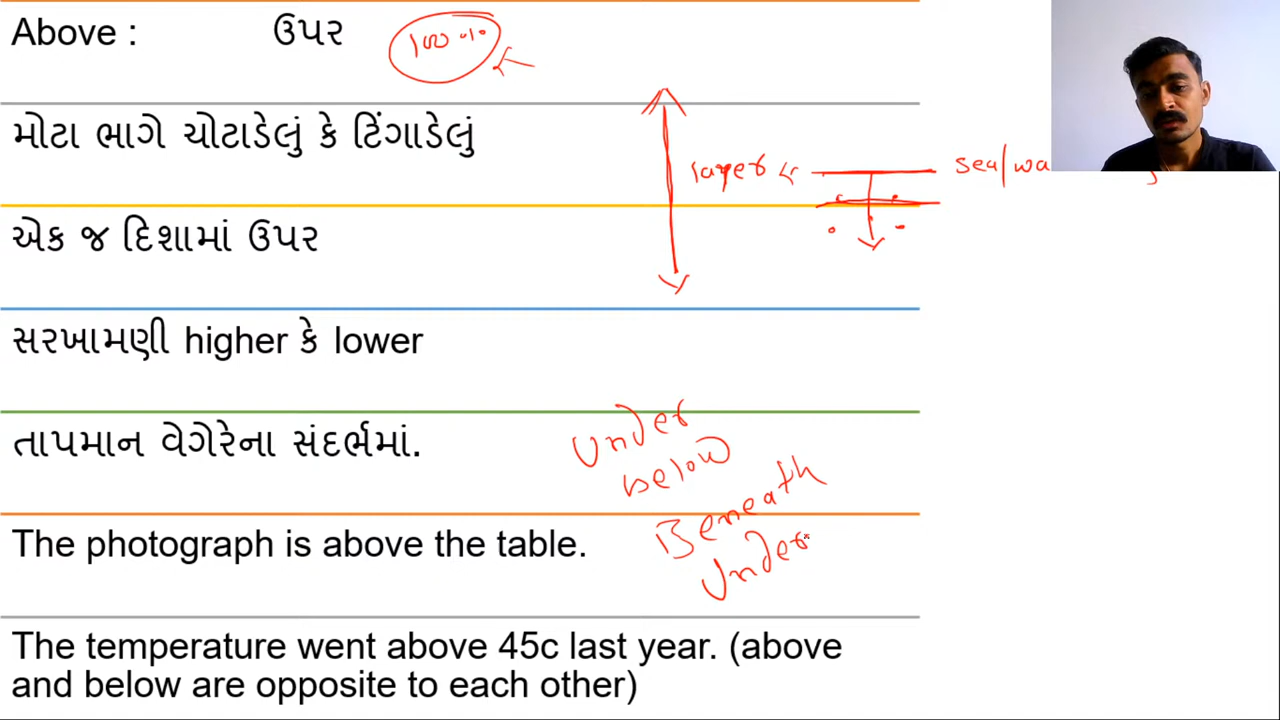 Above : ઉપર 100%
મોટા ભાગે ચોટાડેલું કે ટિંગાડેલું
layer sea/wa
એક જ દિશામાં ઉપર
સરખામણી higher કે lower
તાપમાન વેગેરેના સંદર્ભમાં.
Under
below
Beneath
The photograph is above the table.
Under
The temperature went above 45c last year. (above
and below are opposite to each other)